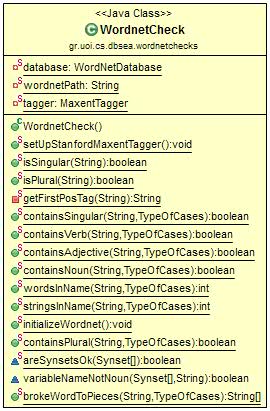 <<Java Class>>
WordnetCheck
gr.uoi.cs.dbsea.wordnetchecks
database: WordNetDatabase
wordnetPath: String
tagger: MaxentTagger
WordnetCheck()
setUpStanfordMaxentTagger():void
isSingular(String):boolean
isPlural(String):boolean
getFirstPosTag(String):String
containsSingular(String,TypeOfCases):boolean
containsVerb(String,TypeOfCases):boolean
containsAdjective(String,TypeOfCases):boolean
containsNoun(String,TypeOfCases):boolean
wordsInName(String,TypeOfCases):int
stringsInName(String,TypeOfCases):int
initializeWordnet():void
containsPlural(String,TypeOfCases):boolean
areSynsetsOk(Synset[]):boolean
variableNameNotNoun(Synset[],String):boolean
brokeWordToPieces(String,TypeOfCases):String[]